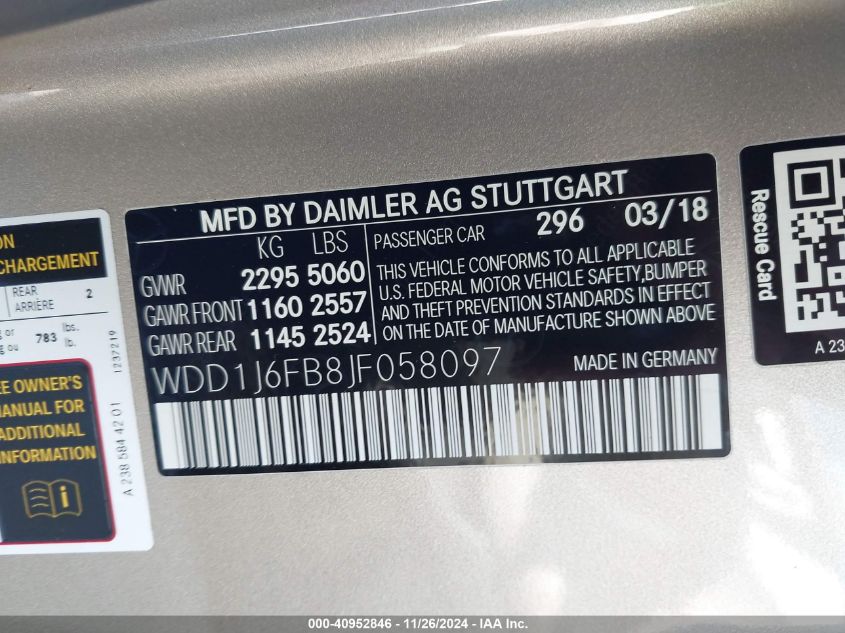 ON
CHARGEMENT
REAR
ARRIÈRE 2
g or
g ou 783 lbs.
lb.
1237219
EE OWNER'S
MANUAL FOR
ADDITIONAL
INFORMATION
A 238 584 42 01
MFD BY DAIMLER AG STUTTGART
KG LBS
PASSENGER CAR 296 03/18
GVWR 2295 5060
GAWR FRONT 1160 2557
GAWR REAR 1145 2524
THIS VEHICLE CONFORMS TO ALL APPLICABLE
U.S. FEDERAL MOTOR VEHICLE SAFETY,BUMPER
AND THEFT PREVENTION STANDARDS IN EFFECT
ON THE DATE OF MANUFACTURE SHOWN ABOVE
WDD1J6FB8JF058097
MADE IN GERMANY
Rescue Card
A 23
000-40952846 - 11/26/2024 - IAA Inc.